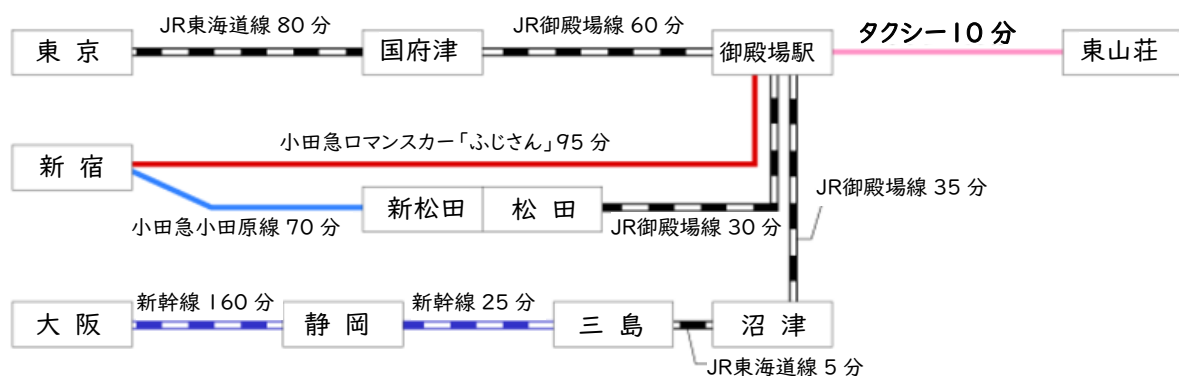 JR東海道線 80 分
JR御殿場線 60 分
タクシー10 分
東 京
国府津
御殿場駅
東山荘
小田急ロマンスカー「ふじさん」95 分
新 宿
JR御殿場線 35 分
新松田
松 田
小田急小田原線 70 分
JR御殿場線 30 分
新幹線 160 分
新幹線 25 分
大 阪
静 岡
三 島
沼 津
JR東海道線 5 分